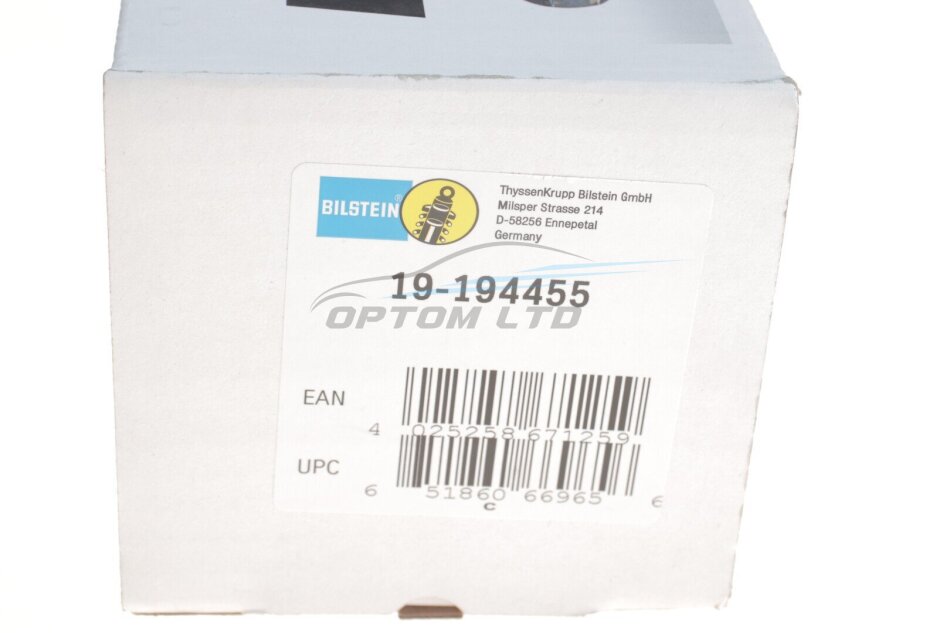 BILSTEIN®
ThyssenKrupp Bilstein GmbH
Milsper Strasse 214
D-58256 Ennepetal
Germany
19-194455
OPTOM LTD
EAN
4 025258 671259
UPC
6 51860 66965 6
c